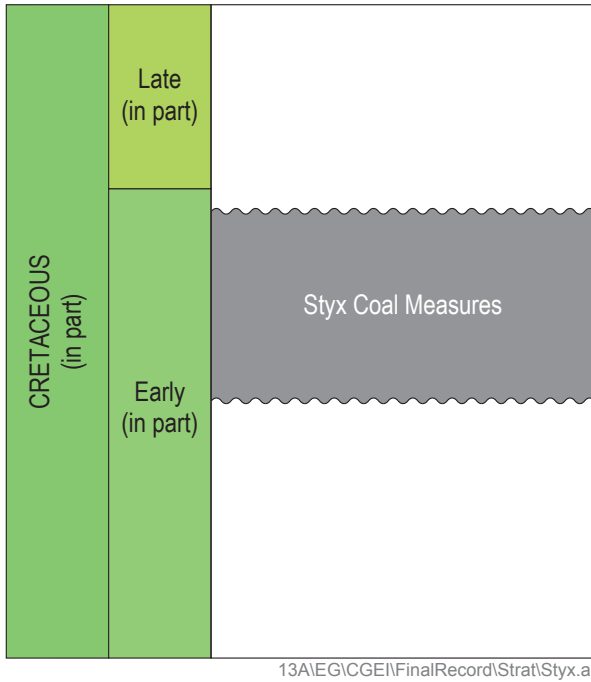 Late
(in part)
CRETACEOUS
(in part)
Styx Coal Measures
Early
(in part)
13A\EG\CGEI\FinalRecord\Strat\Styx.a